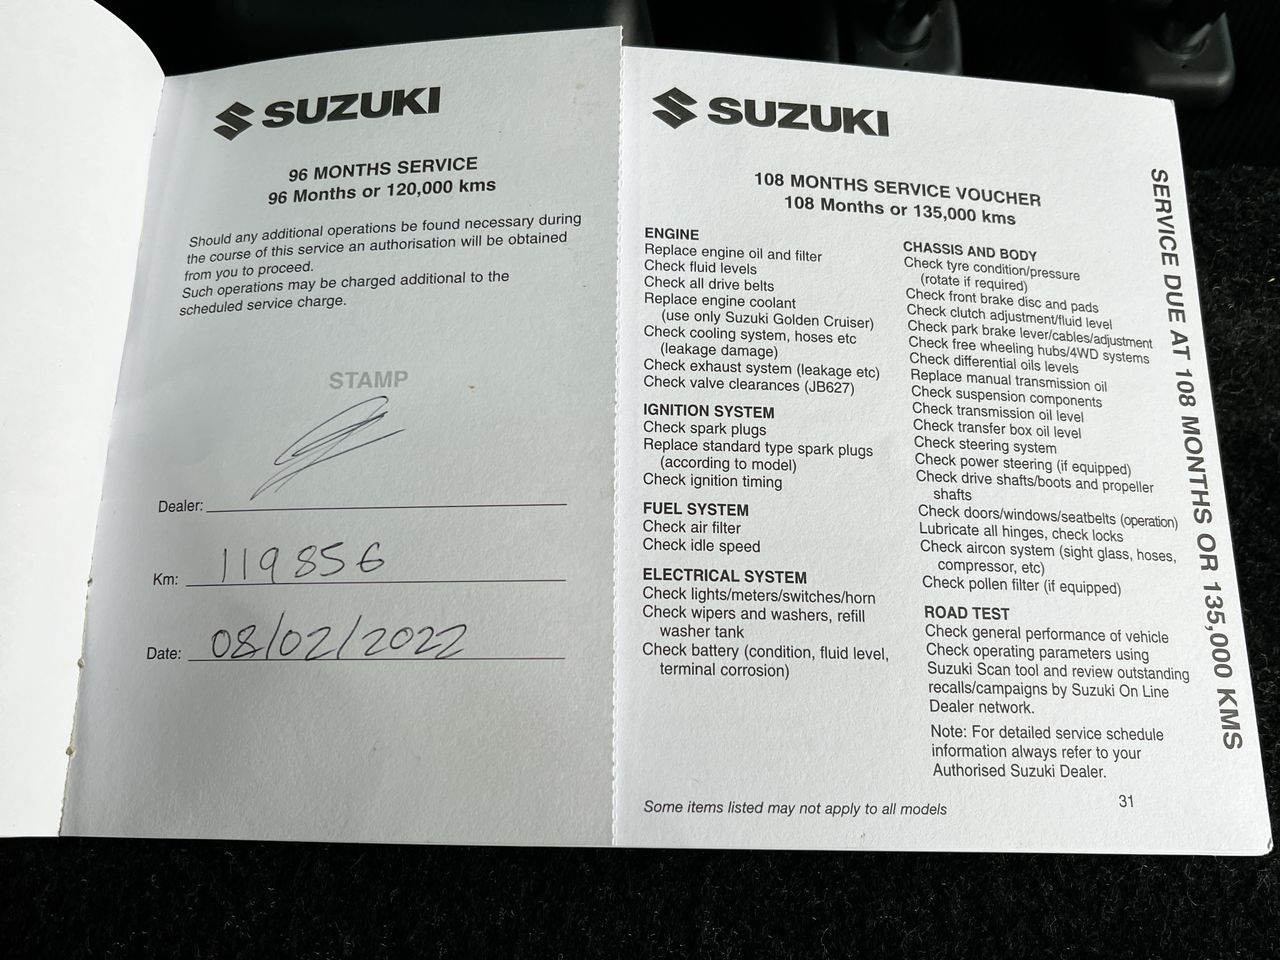 SUZUKI
96 MONTHS SERVICE
96 Months or 120,000 kms
Should any additional operations be found necessary during
the course of this service an authorisation will be obtained
from you to proceed.
Such operations may be charged additional to the
scheduled service charge.
STAMP
Dealer:
Km: 119856
Date: 08/02/2022
SUZUKI
108 MONTHS SERVICE VOUCHER
108 Months or 135,000 kms
ENGINE
Replace engine oil and filter
Check fluid levels
Check all drive belts
Replace engine coolant
(use only Suzuki Golden Cruiser)
Check cooling system, hoses etc
(leakage damage)
Check exhaust system (leakage etc)
Check valve clearances (JB627)
IGNITION SYSTEM
Check spark plugs
Replace standard type spark plugs
(according to model)
Check ignition timing
FUEL SYSTEM
Check air filter
Check idle speed
ELECTRICAL SYSTEM
Check lights/meters/switches/horn
Check wipers and washers, refill
washer tank
Check battery (condition, fluid level,
terminal corrosion)
CHASSIS AND BODY
Check tyre condition/pressure
(rotate if required)
Check front brake disc and pads
Check clutch adjustment/fluid level
Check park brake lever/cables/adjustment
Check free wheeling hubs/4WD systems
Check differential oils levels
Replace manual transmission oil
Check suspension components
Check transmission oil level
Check transfer box oil level
Check steering system
Check power steering (if equipped)
Check drive shafts/boots and propeller
shafts
Check doors/windows/seatbelts (operation)
Lubricate all hinges, check locks
Check aircon system (sight glass, hoses,
compressor, etc)
Check pollen filter (if equipped)
ROAD TEST
Check general performance of vehicle
Check operating parameters using
Suzuki Scan tool and review outstanding
recalls/campaigns by Suzuki On Line
Dealer network.
Note: For detailed service schedule
information always refer to your
Authorised Suzuki Dealer.
Some items listed may not apply to all models
31
SERVICE DUE AT 108 MONTHS OR 135,000 KMS